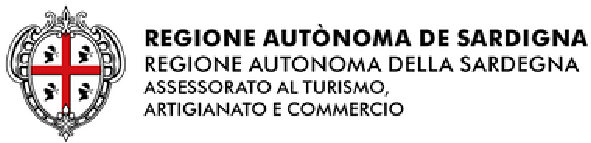 REGIONE AUTÒNOMA DE SARDIGNA
REGIONE AUTONOMA DELLA SARDEGNA
ASSESSORATO AL TURISMO,
ARTIGIANATO E COMMERCIO